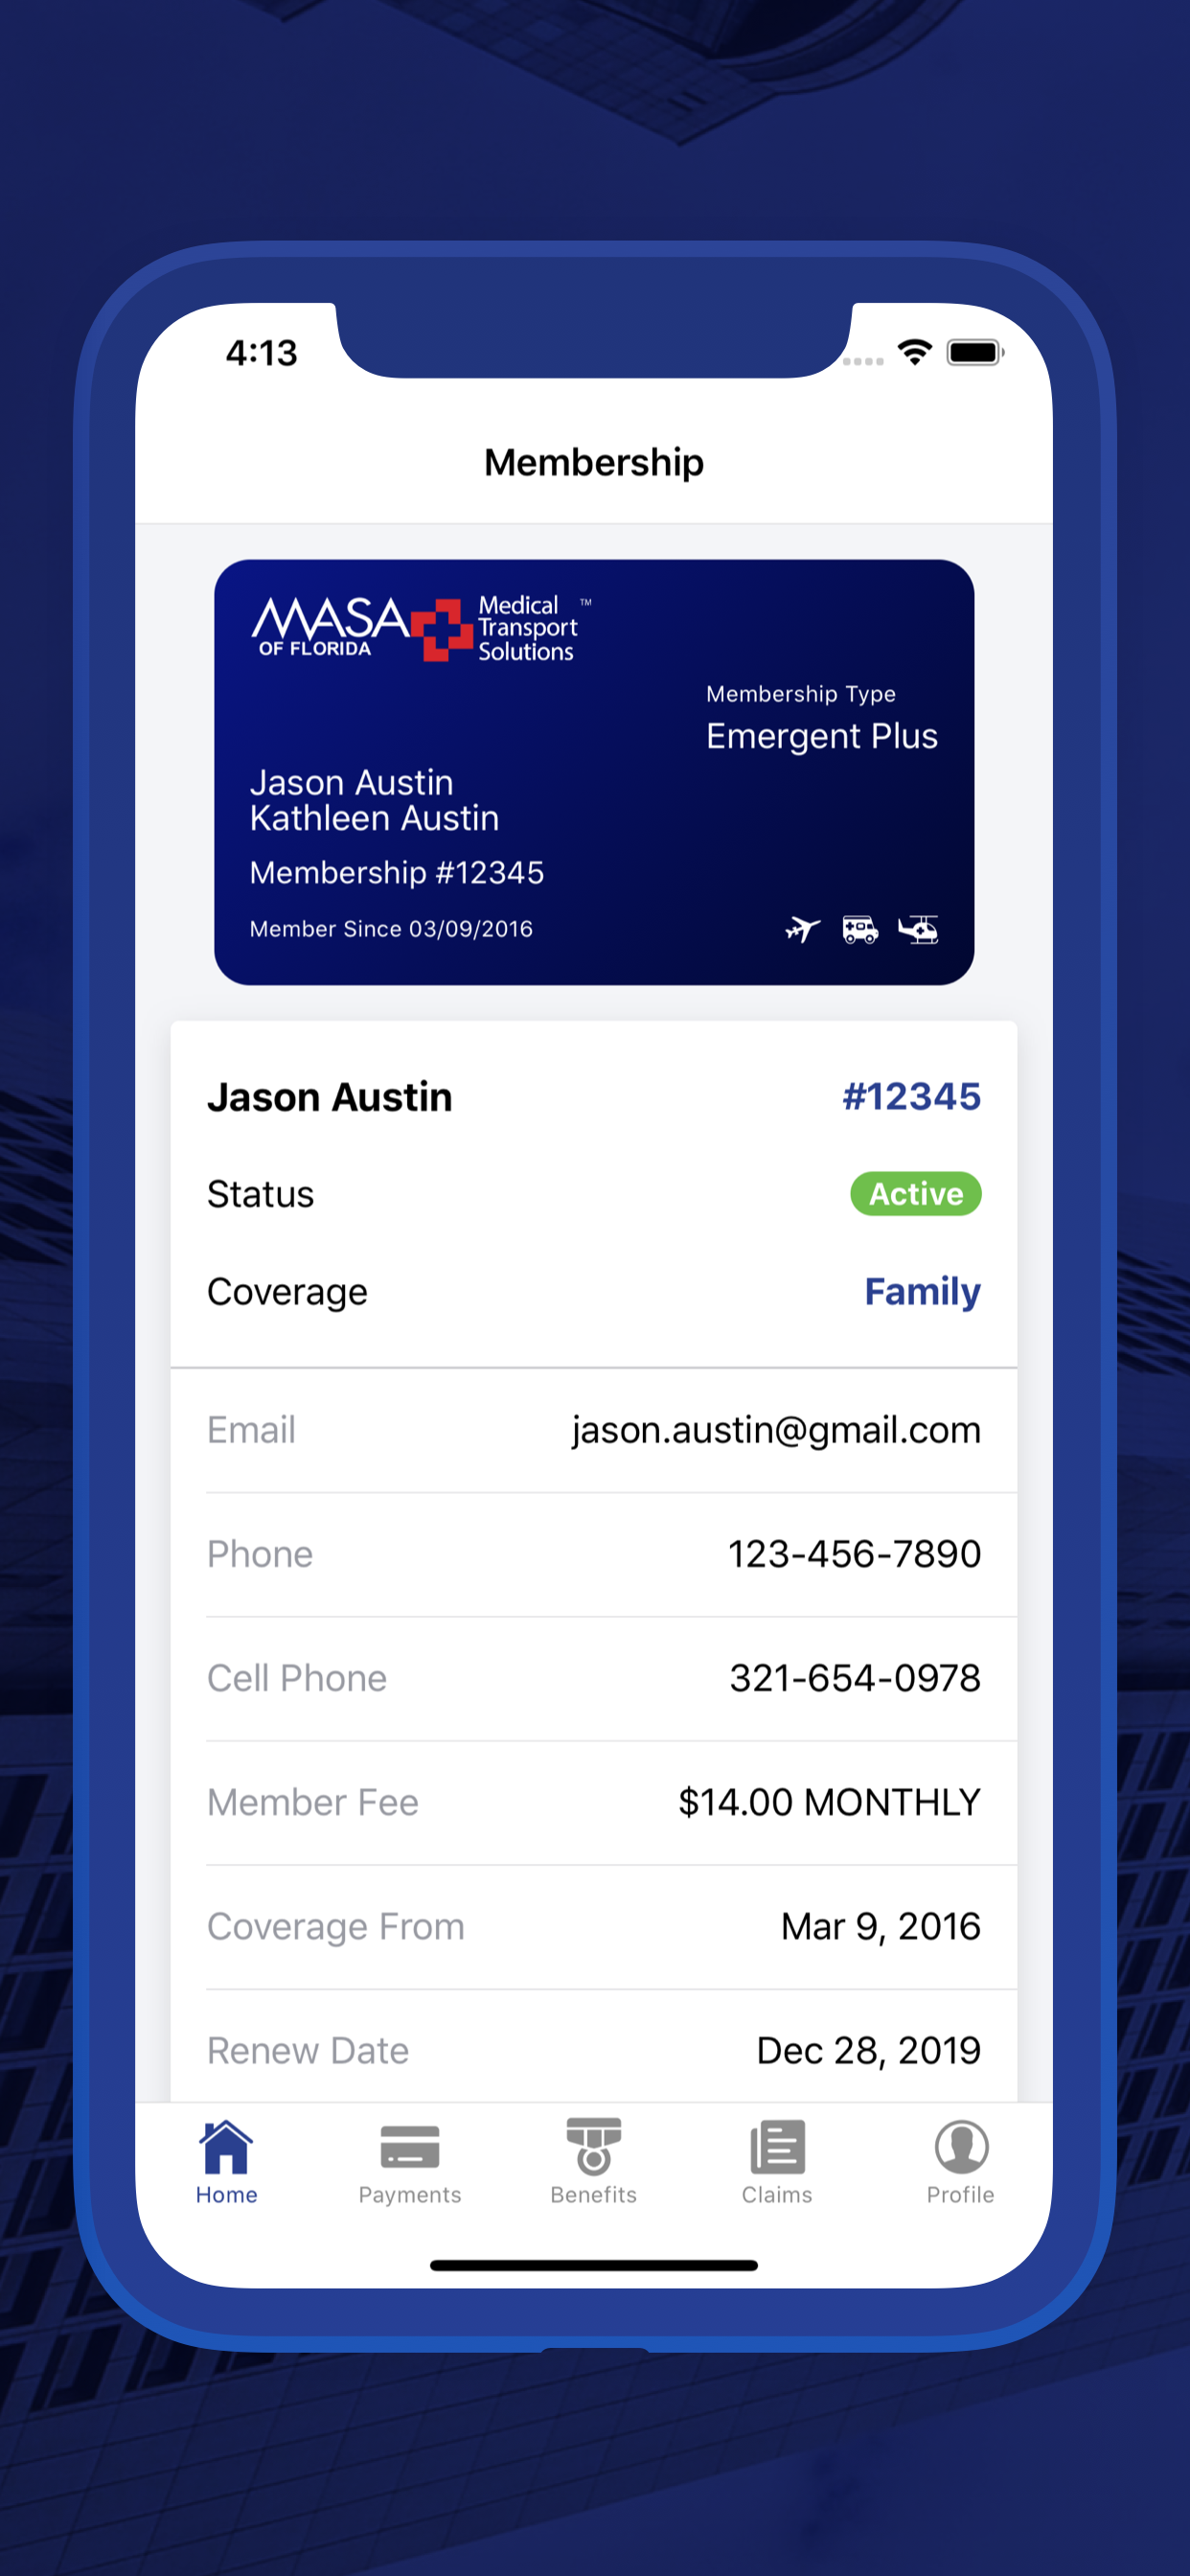 4:13
Membership
MASA
OF FLORIDA
Medical
Transport
Solutions
™
Membership Type
Emergent Plus
Jason Austin
Kathleen Austin
Membership #12345
Member Since 03/09/2016
Jason Austin #12345
Status Active
Coverage Family
Email jason.austin@gmail.com
Phone 123-456-7890
Cell Phone 321-654-0978
Member Fee $14.00 MONTHLY
Coverage From Mar 9, 2016
Renew Date Dec 28, 2019
Home Payments Benefits Claims Profile